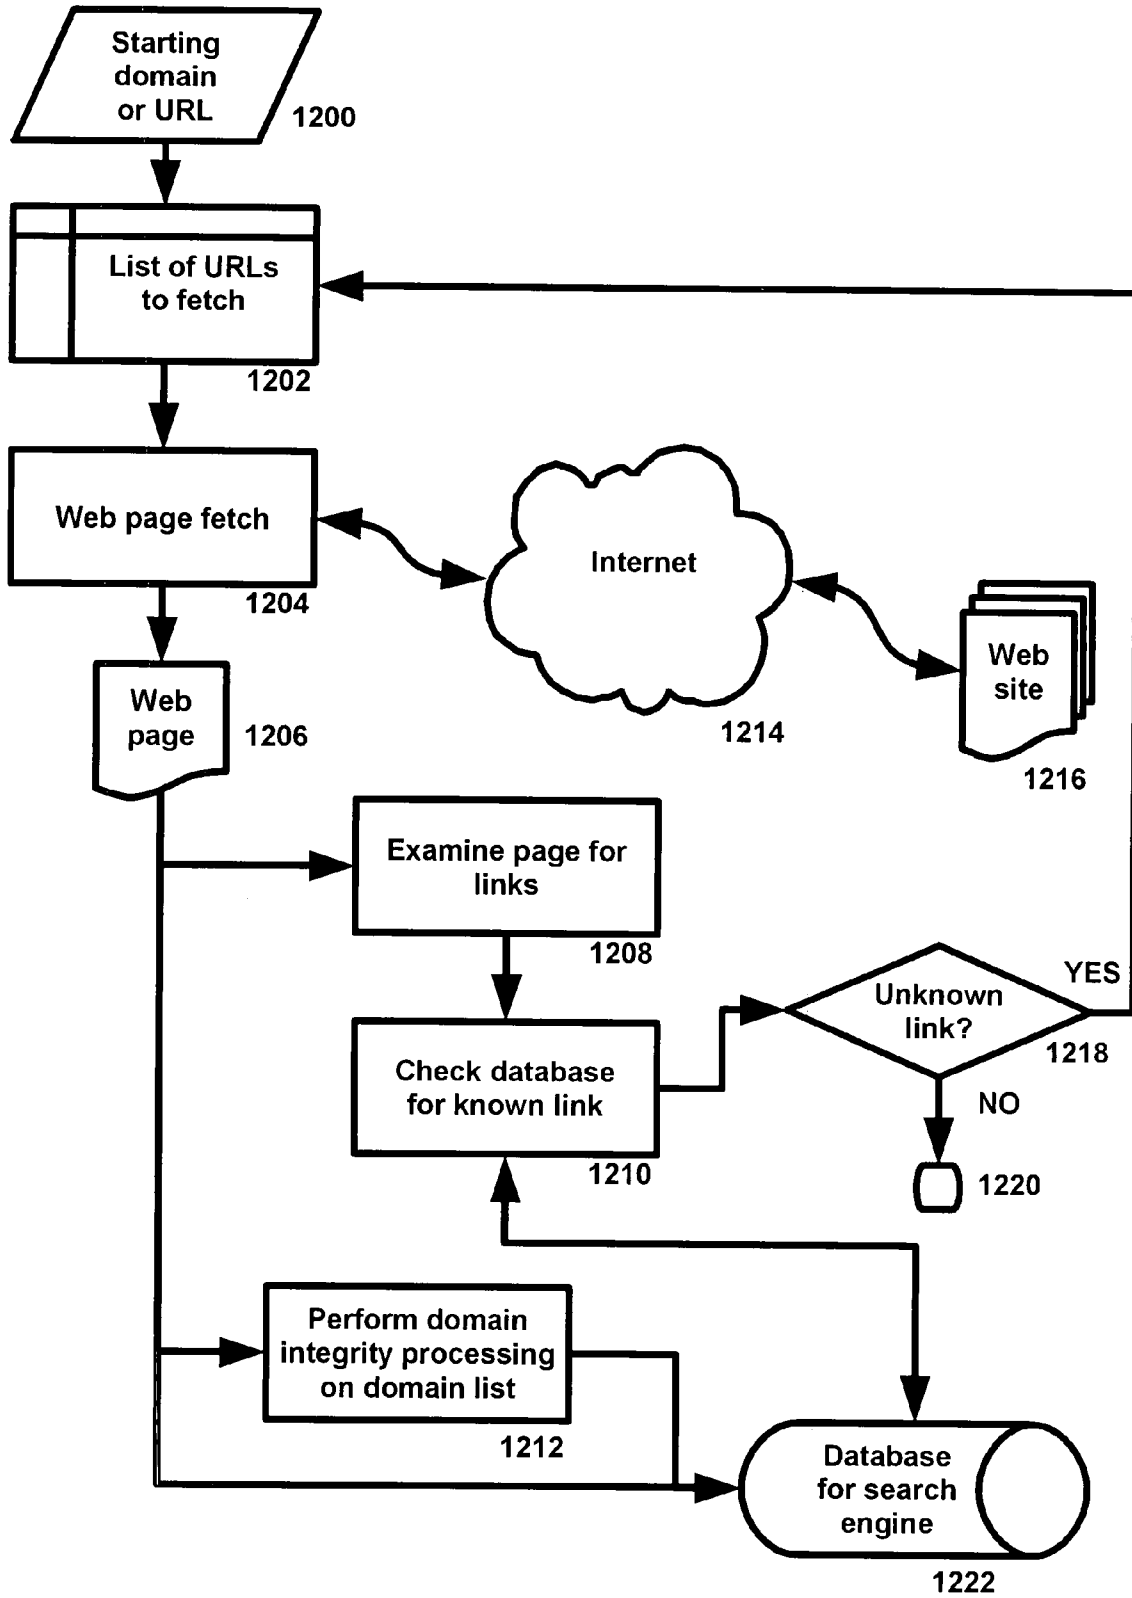 Starting
domain
or URL
1200
List of URLs
to fetch
1202
Web page fetch
1204
Internet
1214
Web
site
1216
Web
page
1206
Examine page for
links
1208
Check database
for known link
1210
Unknown
link?
YES
1218
NO
1220
Perform domain
integrity processing
on domain list
1212
Database
for search
engine
1222